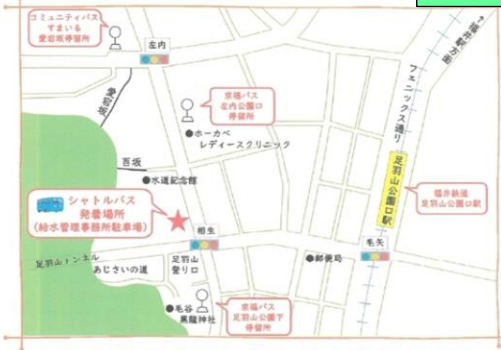 コミュニティバス
すまいる
愛宕坂停留所
左内
↑福井駅方面
フェニックス通り
愛宕坂
京福バス
左内公園口
停留所
●ホーカベ
レディースクリニック
百坂
●水道記念館
足羽山公園口駅
福井鉄道
足羽山公園口駅
シャトルバス
発着場所
(給水管理事務所駐車場)
相生
毛矢
足羽山トンネル
あじさいの道
足羽山
登り口
●郵便局
●毛谷
黒龍神社
京福バス
足羽山公園下
停留所